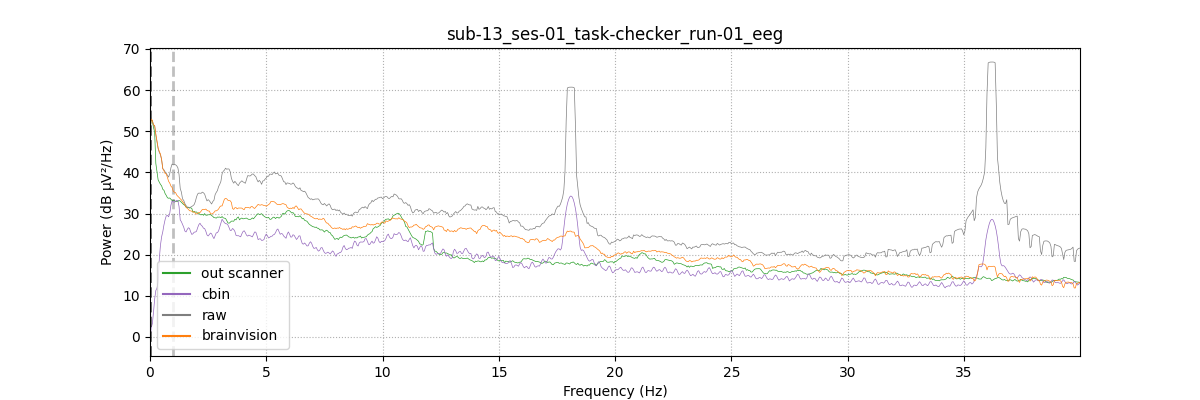 sub-13_ses-01_task-checker_run-01_eeg
Power (dB µV²/Hz)
70
60
50
40
30
20
10
0
out scanner
cbin
raw
brainvision
0 5 10 15 20 25 30 35
Frequency (Hz)